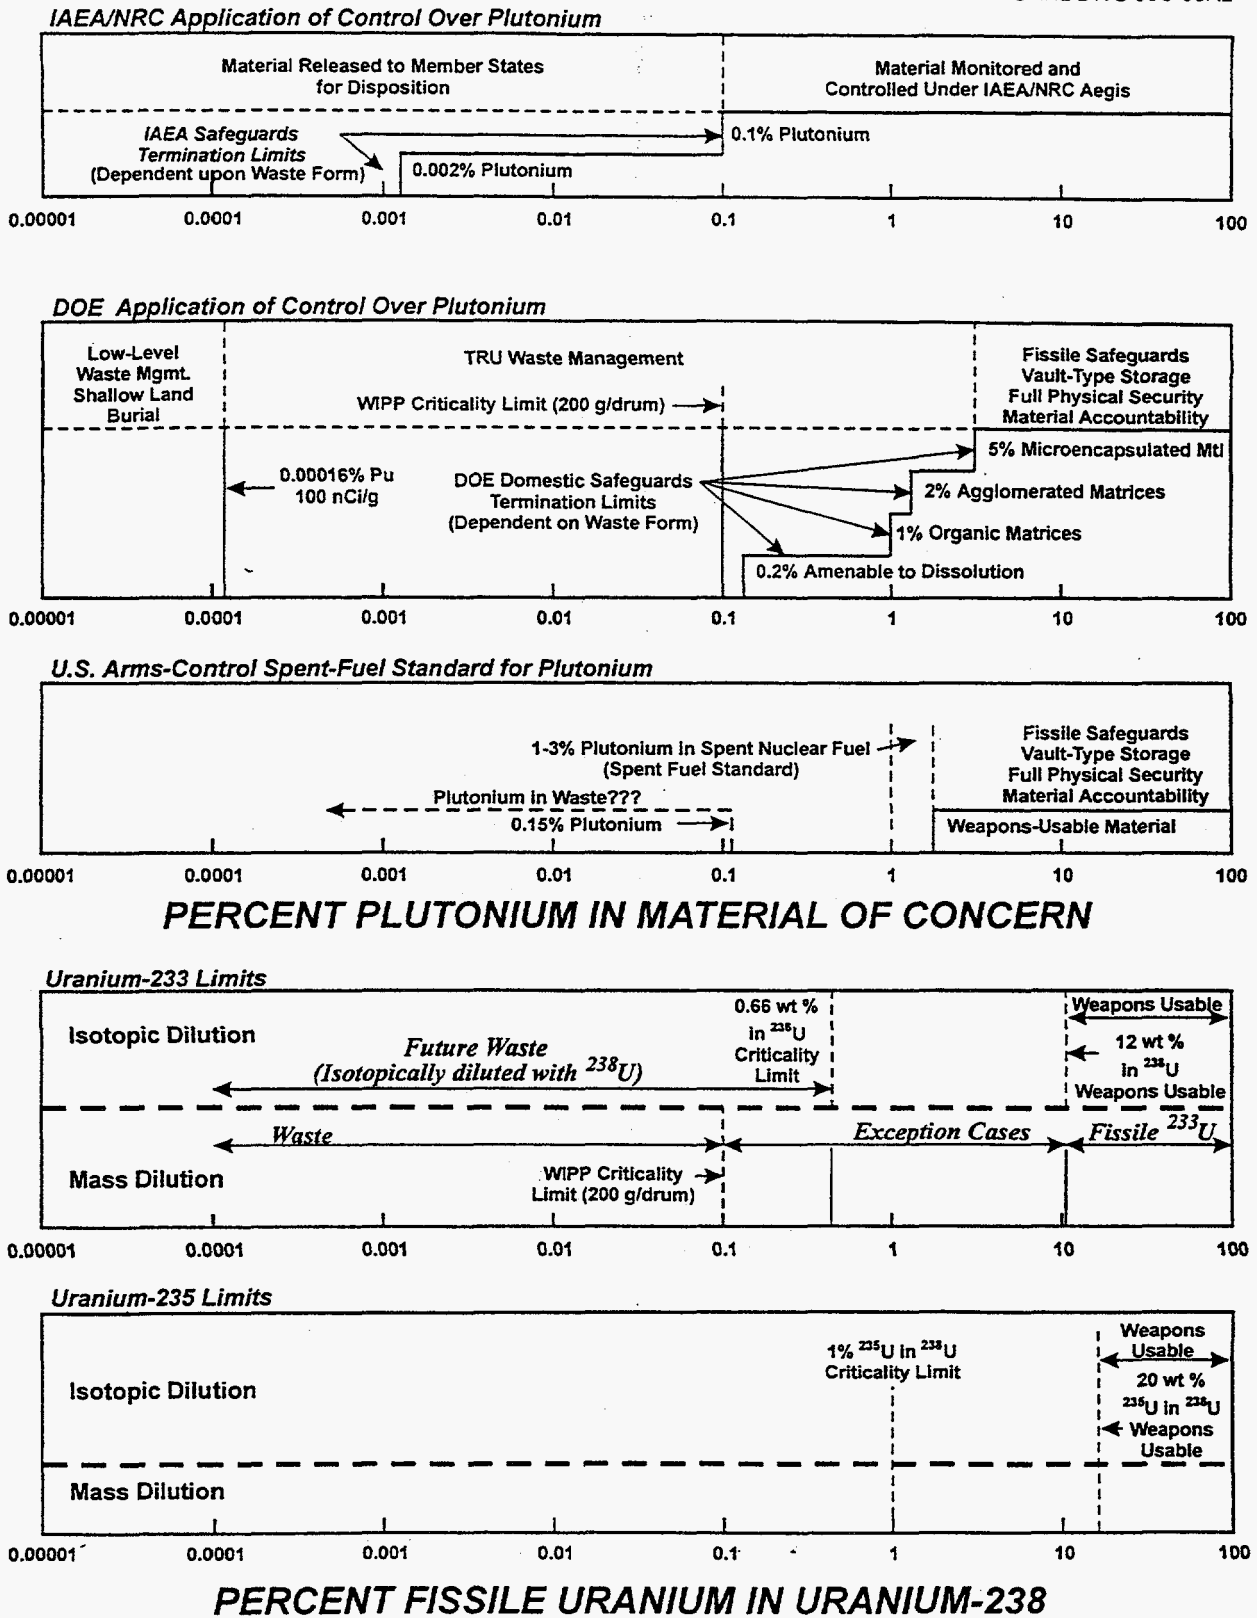 IAEA/NRC Application of Control Over Plutonium
Material Released to Member States
for Disposition
Material Monitored and
Controlled Under IAEA/NRC Aegis
IAEA Safeguards
Termination Limits
(Dependent upon Waste Form)
0.1% Plutonium
0.002% Plutonium
0.00001 0.0001 0.001 0.01 0.1 1 10 100
DOE Application of Control Over Plutonium
Low-Level
Waste Mgmt.
Shallow Land
Burial
TRU Waste Management
WIPP Criticality Limit (200 g/drum)
Fissile Safeguards
Vault-Type Storage
Full Physical Security
Material Accountability
0.00016% Pu
100 nCi/g
DOE Domestic Safeguards
Termination Limits
(Dependent on Waste Form)
5% Microencapsulated Mtl
2% Agglomerated Matrices
1% Organic Matrices
0.2% Amenable to Dissolution
0.00001 0.0001 0.001 0.01 0.1 1 10 100
U.S. Arms-Control Spent-Fuel Standard for Plutonium
1-3% Plutonium in Spent Nuclear Fuel
(Spent Fuel Standard)
Fissile Safeguards
Vault-Type Storage
Full Physical Security
Material Accountability
Plutonium in Waste???
0.15% Plutonium
Weapons-Usable Material
0.00001 0.0001 0.001 0.01 0.1 1 10 100
PERCENT PLUTONIUM IN MATERIAL OF CONCERN
Uranium-233 Limits
Isotopic Dilution
Future Waste
(Isotopically diluted with ²³⁸U)
0.66 wt %
in ²³⁸U
Criticality
Limit
Weapons Usable
12 wt %
in ²³⁸U
Weapons Usable
Waste
Exception Cases
Fissile ²³³U
Mass Dilution
WIPP Criticality
Limit (200 g/drum)
0.00001 0.0001 0.001 0.01 0.1 1 10 100
Uranium-235 Limits
Isotopic Dilution
1% ²³⁵U in ²³⁸U
Criticality Limit
Weapons
Usable
20 wt %
²³⁵U in ²³⁸U
Weapons
Usable
Mass Dilution
0.00001 0.0001 0.001 0.01 0.1 1 10 100
PERCENT FISSILE URANIUM IN URANIUM-238